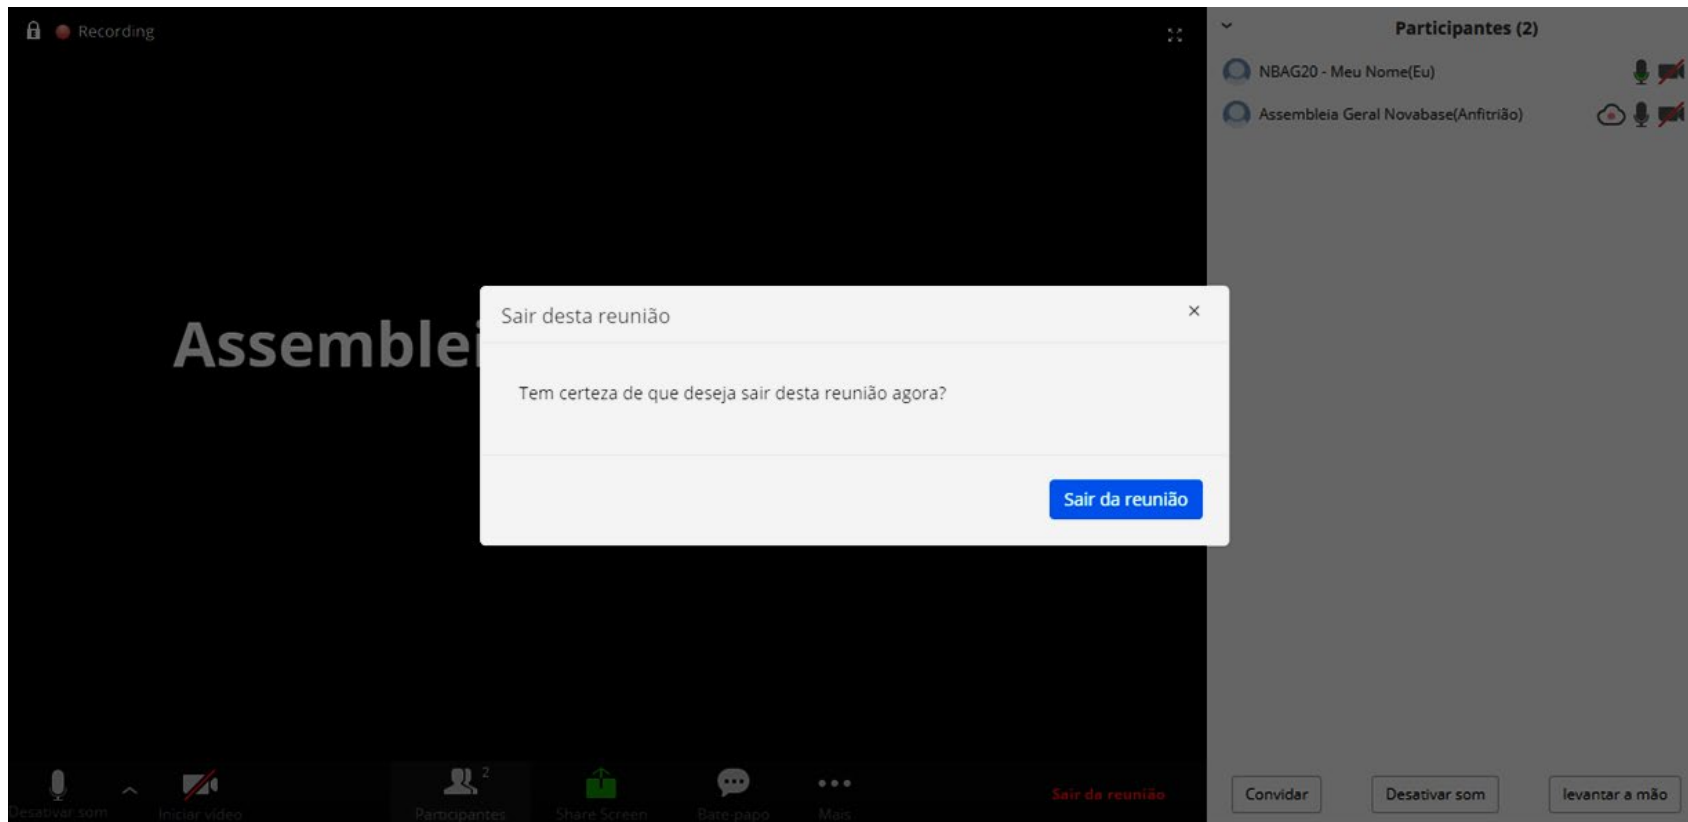 Recording
Participantes (2)
NBAG20 - Meu Nome(Eu)
Assembleia Geral Novabase(Anfitrião)
Assemblei
Sair desta reunião
×
Tem certeza de que deseja sair desta reunião agora?
Sair da reunião
2
Desativar som
Iniciar vídeo
Participantes
Share Screen
Bate-papo
Mais
Sair da reunião
Convidar
Desativar som
levantar a mão